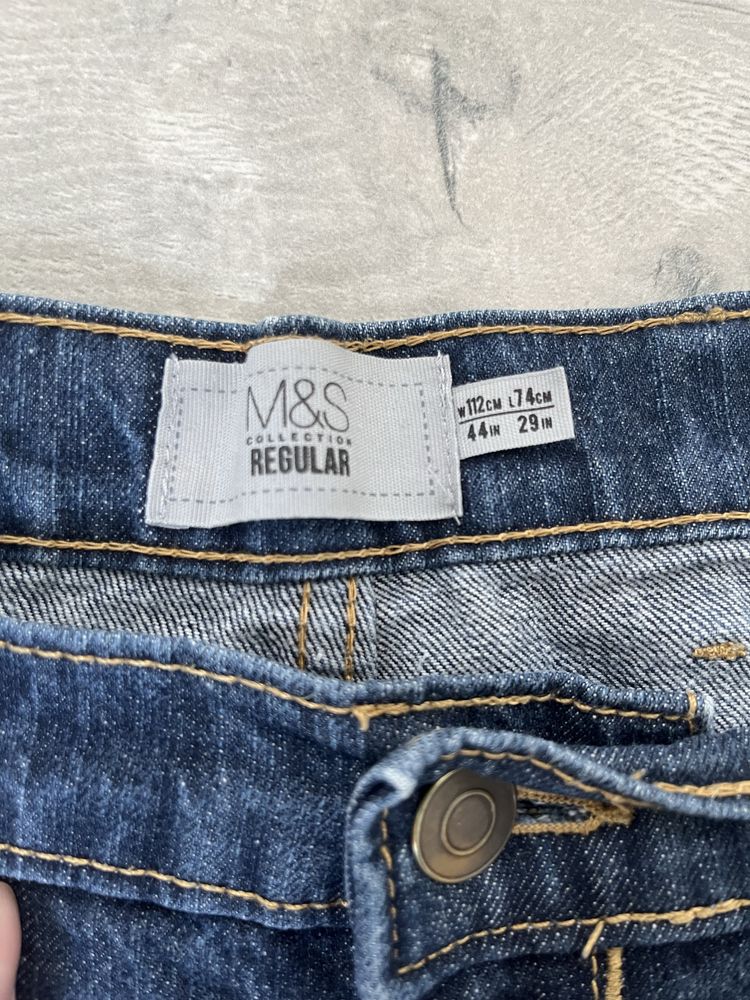 M&S
COLLECTION
REGULAR
W112CM L74CM
44IN 29IN